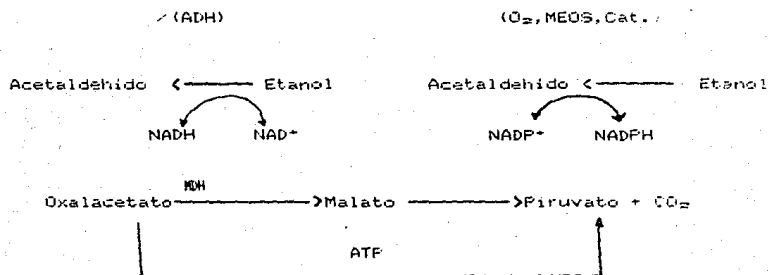 (ADH) (O₂, MEOS, Cat.
Acetaldehido Etanol Acetaldehido Etanol
NADH NAD⁺ NADP⁺ NADPH
MDH
Oxalacetato Malato Piruvato + CO₂
ATP